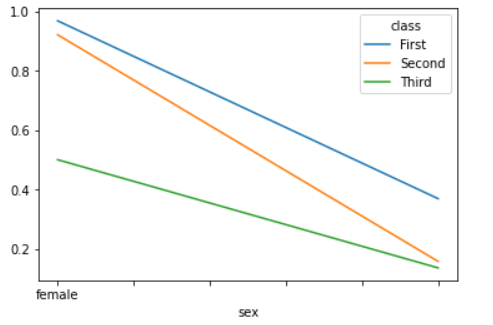 class
First
Second
Third
1.0
0.8
0.6
0.4
0.2
female
sex